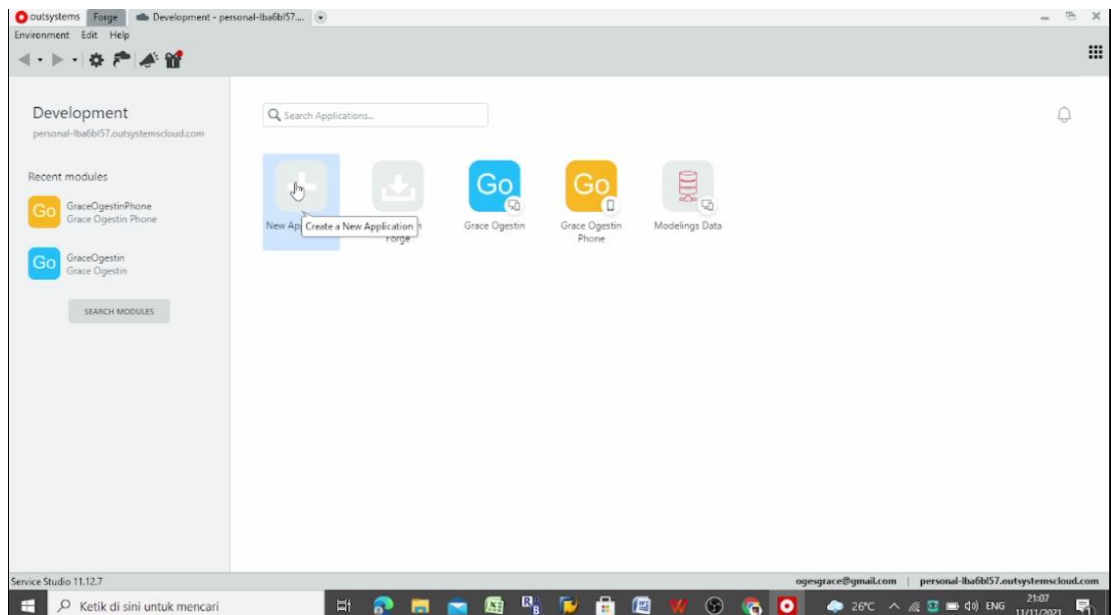 outsystems Forge Development - personal-lba6bl57....
Environment Edit Help
Development
personal-lba6bl57.outsystemscloud.com
Search Applications...
Recent modules
Go
GraceOgestinPhone
Grace Ogestin Phone
Go
GraceOgestin
Grace Ogestin
SEARCH MODULES
Go
Go
New Ap
Create a New Application
Forge
Grace Ogestin
Grace Ogestin
Phone
Modelings Data
Service Studio 11.12.7
ogesgrace@gmail.com | personal-lba6bl57.outsystemscloud.com
Ketik di sini untuk mencari
26°C
ENG
21:07
11/11/2021